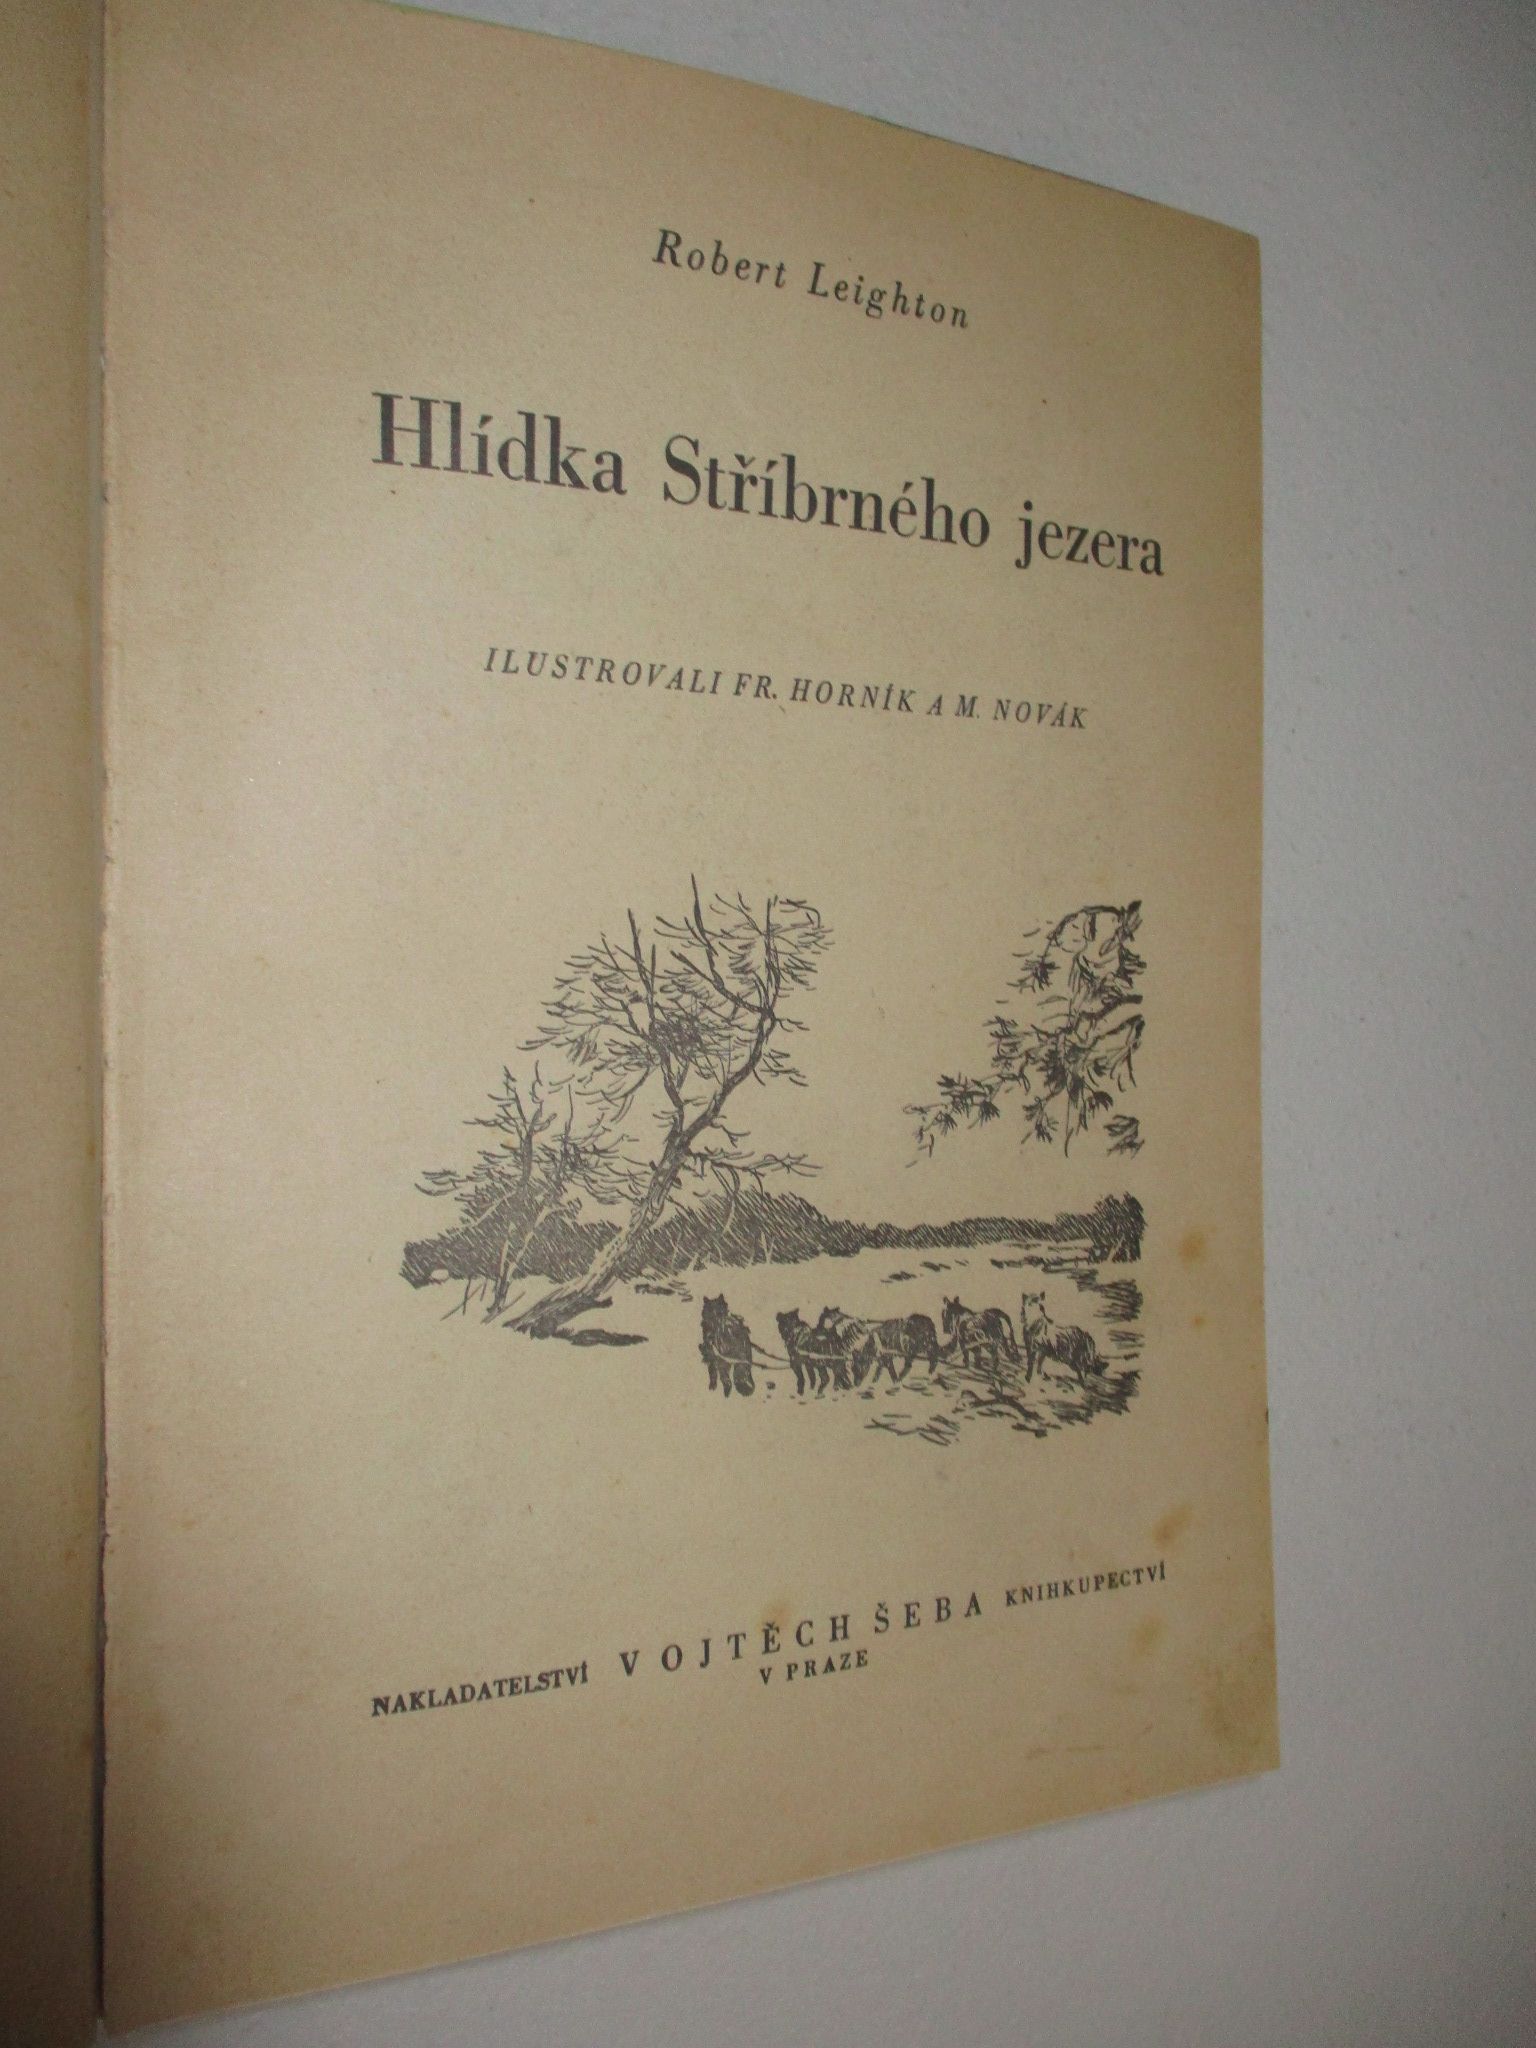 Robert Leighton
Hlídka Stříbrného jezera
ILUSTROVALI FR. HORNÍK A M. NOVÁK
NAKLADATELSTVÍ VOJTĚCH ŠEBA KNIHKUPECTVÍ
V PRAZE